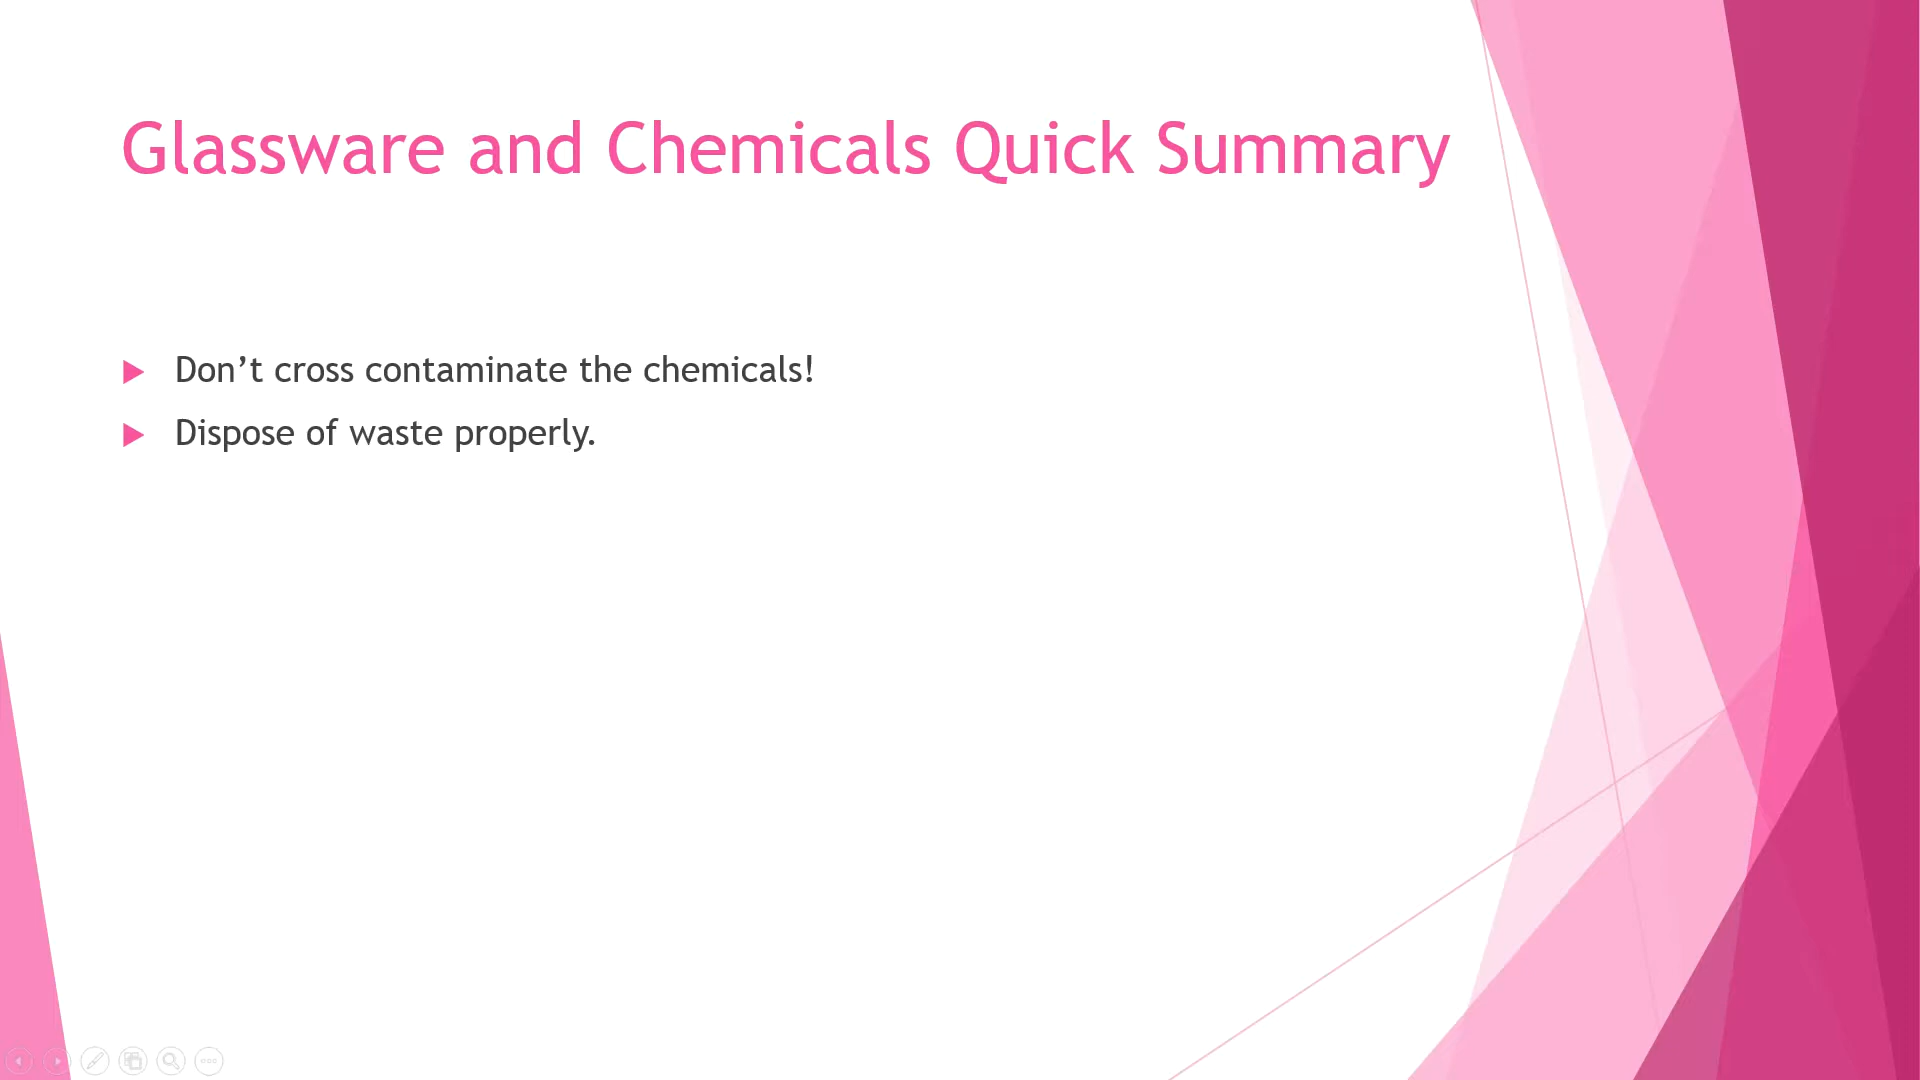 Glassware and Chemicals Quick Summary
Don’t cross contaminate the chemicals!
Dispose of waste properly.